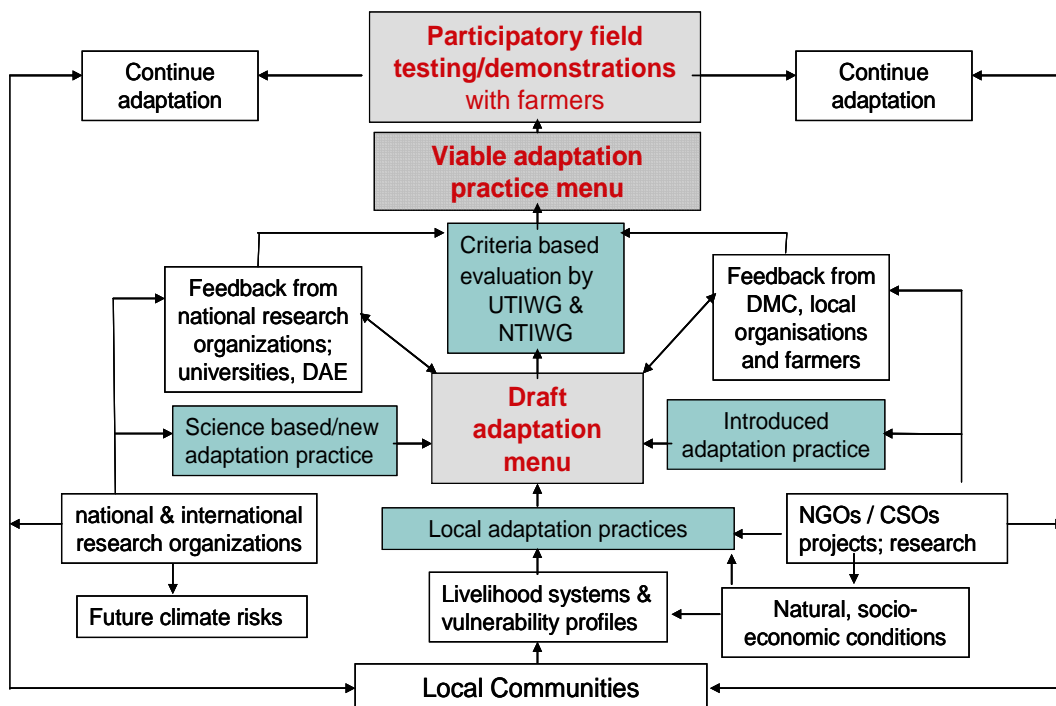 Participatory field
testing/demonstrations
with farmers
Continue
adaptation
Continue
adaptation
Viable adaptation
practice menu
Criteria based
evaluation by
UTIWG &
NTIWG
Feedback from
national research
organizations;
universities, DAE
Feedback from
DMC, local
organisations
and farmers
Draft
adaptation
menu
Science based/new
adaptation practice
Introduced
adaptation practice
national & international
research organizations
Local adaptation practices
NGOs / CSOs
projects; research
Future climate risks
Livelihood systems &
vulnerability profiles
Natural, socio-
economic conditions
Local Communities